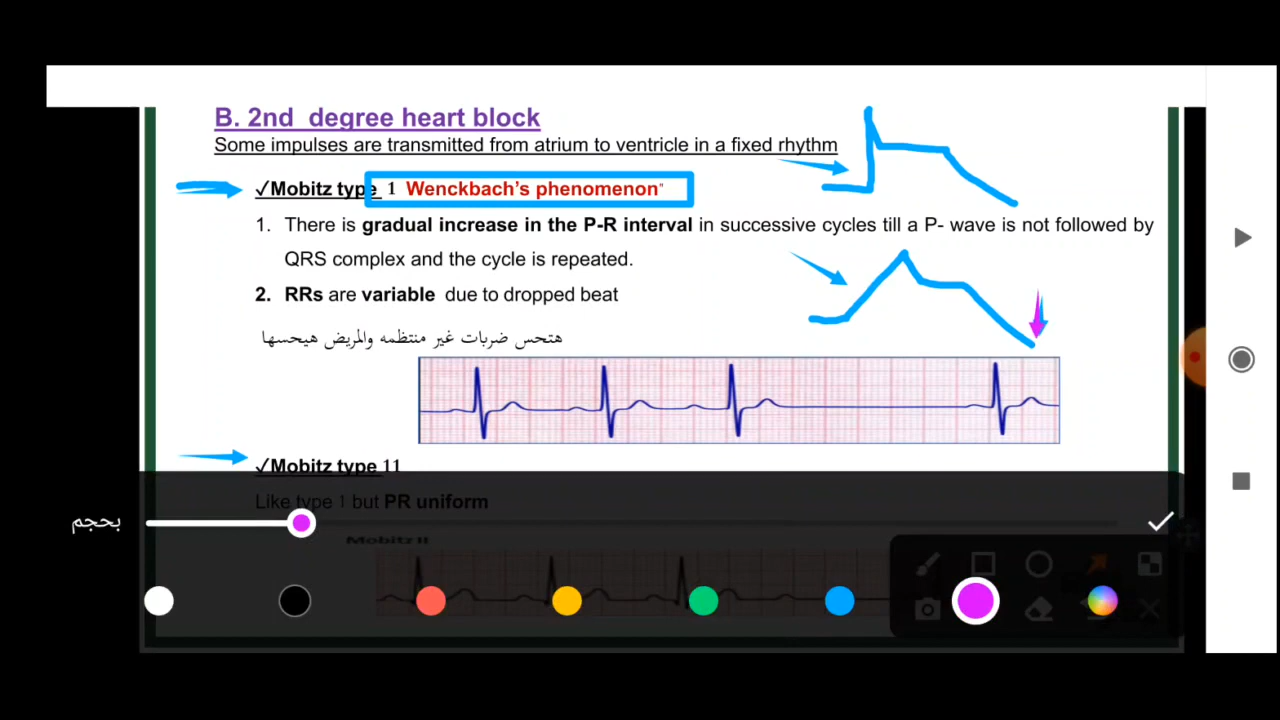 B. 2nd degree heart block
Some impulses are transmitted from atrium to ventricle in a fixed rhythm
✓Mobitz type 1 Wenckbach's phenomenon"
1. There is gradual increase in the P-R interval in successive cycles till a P- wave is not followed by
QRS complex and the cycle is repeated.
2. RRs are variable due to dropped beat
هتحس ضربات غير منتظمه والمريض هيحسها
✓Mobitz type 11
Like type 1 but PR uniform
بحجم
Mobitz II